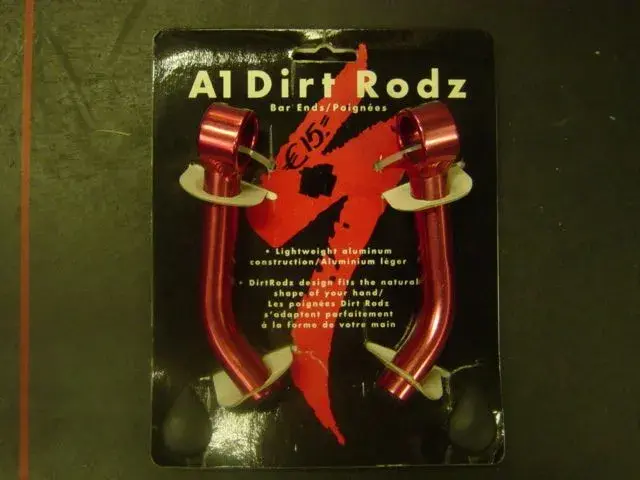 A1 Dirt Rodz
Bar Ends/Poignées
€15.=
• Lightweight aluminum
construction/Aluminium léger
• DirtRodz design fits the natural
shape of your hand/
Les poignées Dirt Rodz
s'adaptent parfaitement
à la forme de votre main